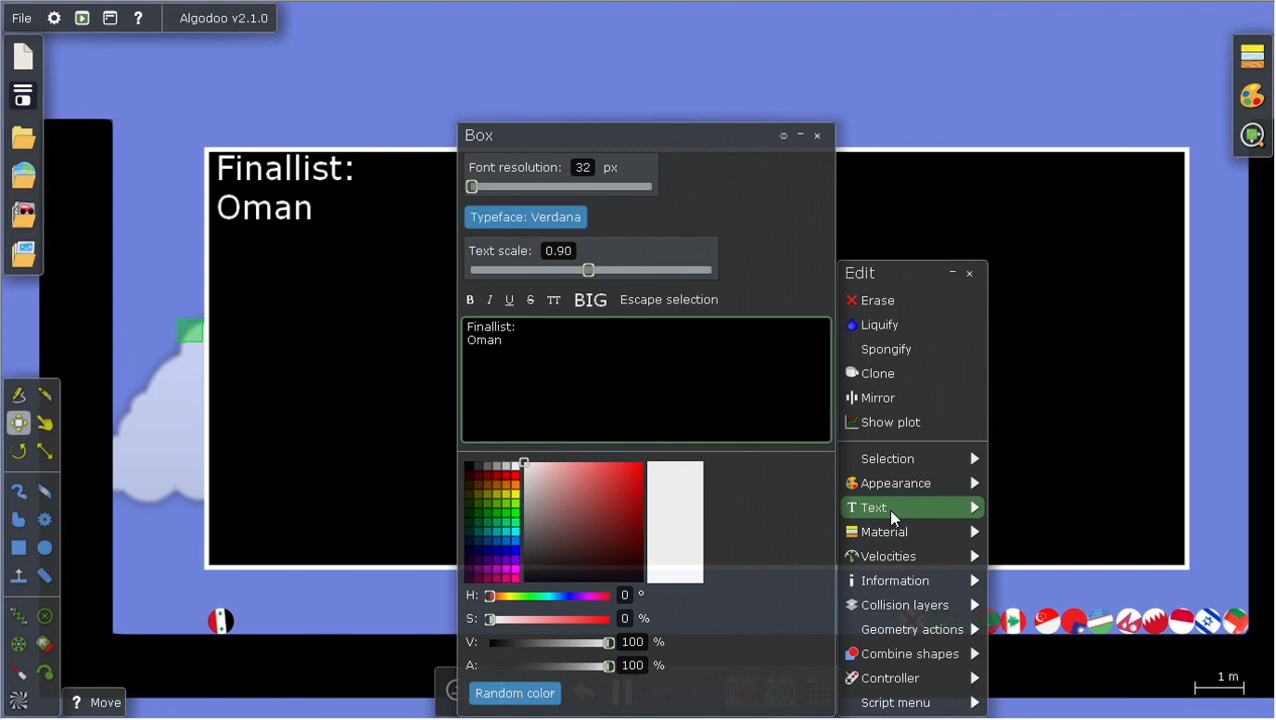 File
Algodoo v2.1.0
Finallist:
Oman
Box
Font resolution: 32 px
Typeface: Verdana
Text scale: 0.90
B I U S TT BIG Escape selection
Finallist:
Oman
H: 0 °
S: 0 %
V: 100 %
A: 100 %
Random color
Edit
Erase
Liquify
Spongify
Clone
Mirror
Show plot
Selection
Appearance
T Text
Material
Velocities
Information
Collision layers
Geometry actions
Combine shapes
Controller
Script menu
? Move
1 m